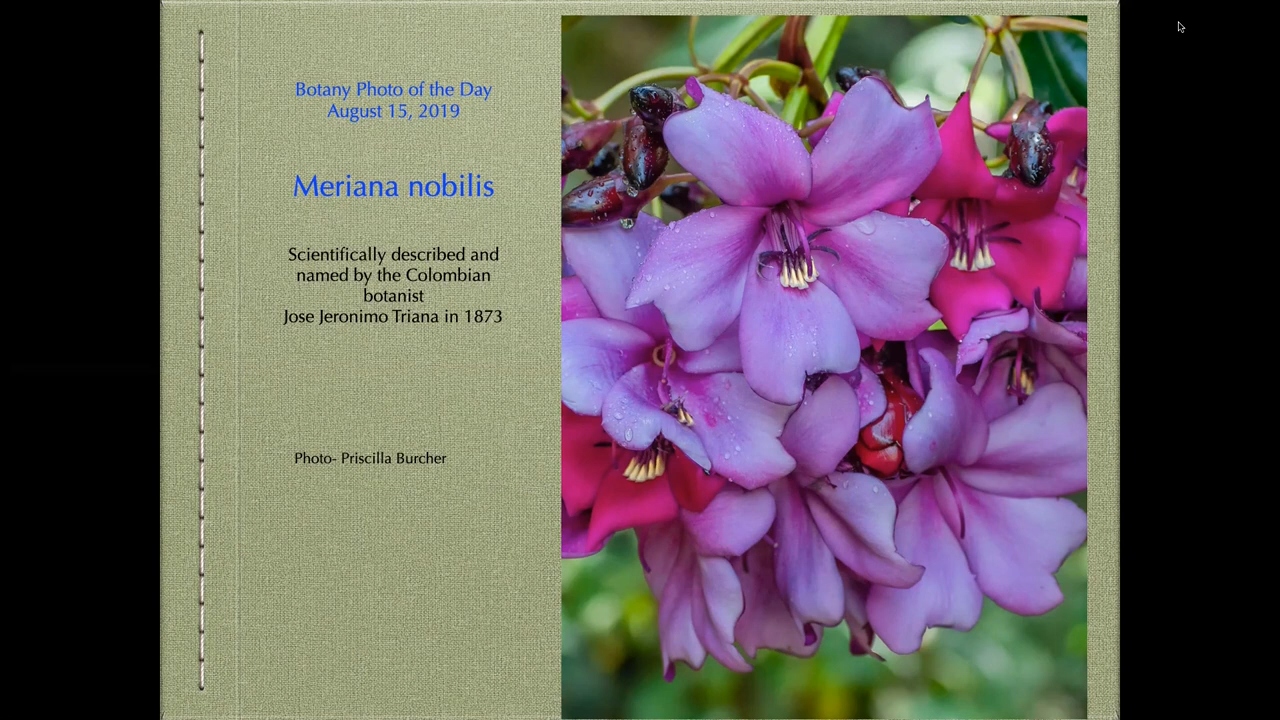 Botany Photo of the Day
August 15, 2019
Meriana nobilis
Scientifically described and
named by the Colombian
botanist
Jose Jeronimo Triana in 1873
Photo- Priscilla Burcher